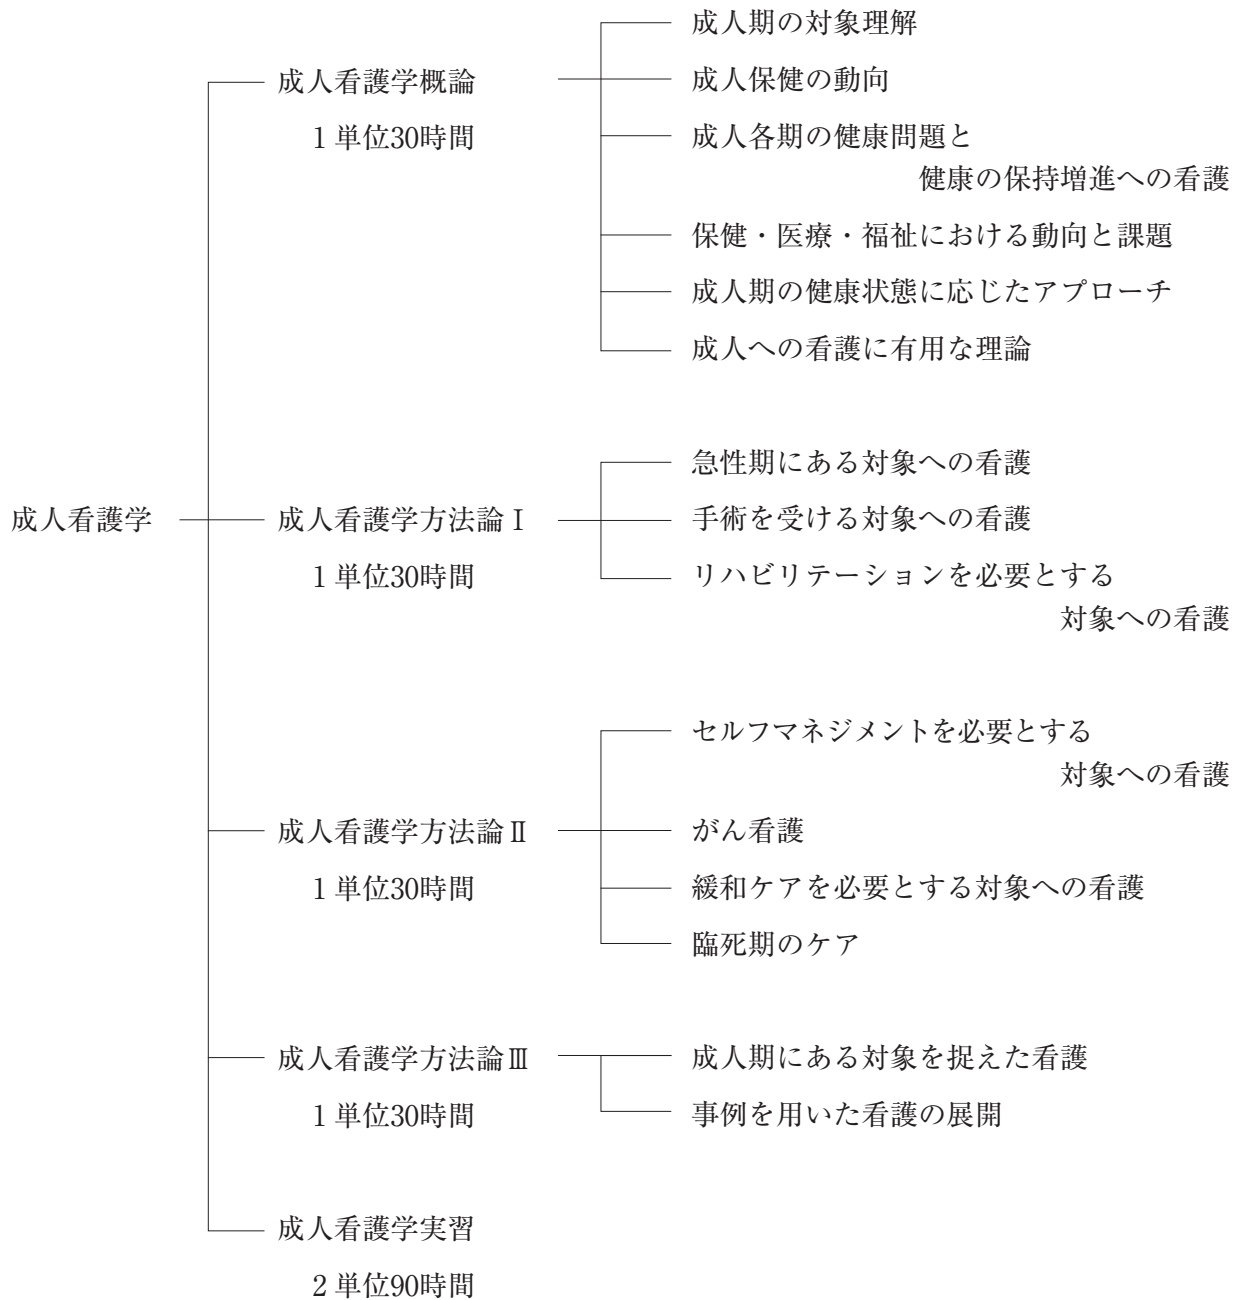 成人看護学
成人看護学概論
1単位30時間
成人期の対象理解
成人保健の動向
成人各期の健康問題と
健康の保持増進への看護
保健・医療・福祉における動向と課題
成人期の健康状態に応じたアプローチ
成人への看護に有用な理論
成人看護学方法論Ⅰ
1単位30時間
急性期にある対象への看護
手術を受ける対象への看護
リハビリテーションを必要とする
対象への看護
成人看護学方法論Ⅱ
1単位30時間
セルフマネジメントを必要とする
対象への看護
がん看護
緩和ケアを必要とする対象への看護
臨死期のケア
成人看護学方法論Ⅲ
1単位30時間
成人期にある対象を捉えた看護
事例を用いた看護の展開
成人看護学実習
2単位90時間